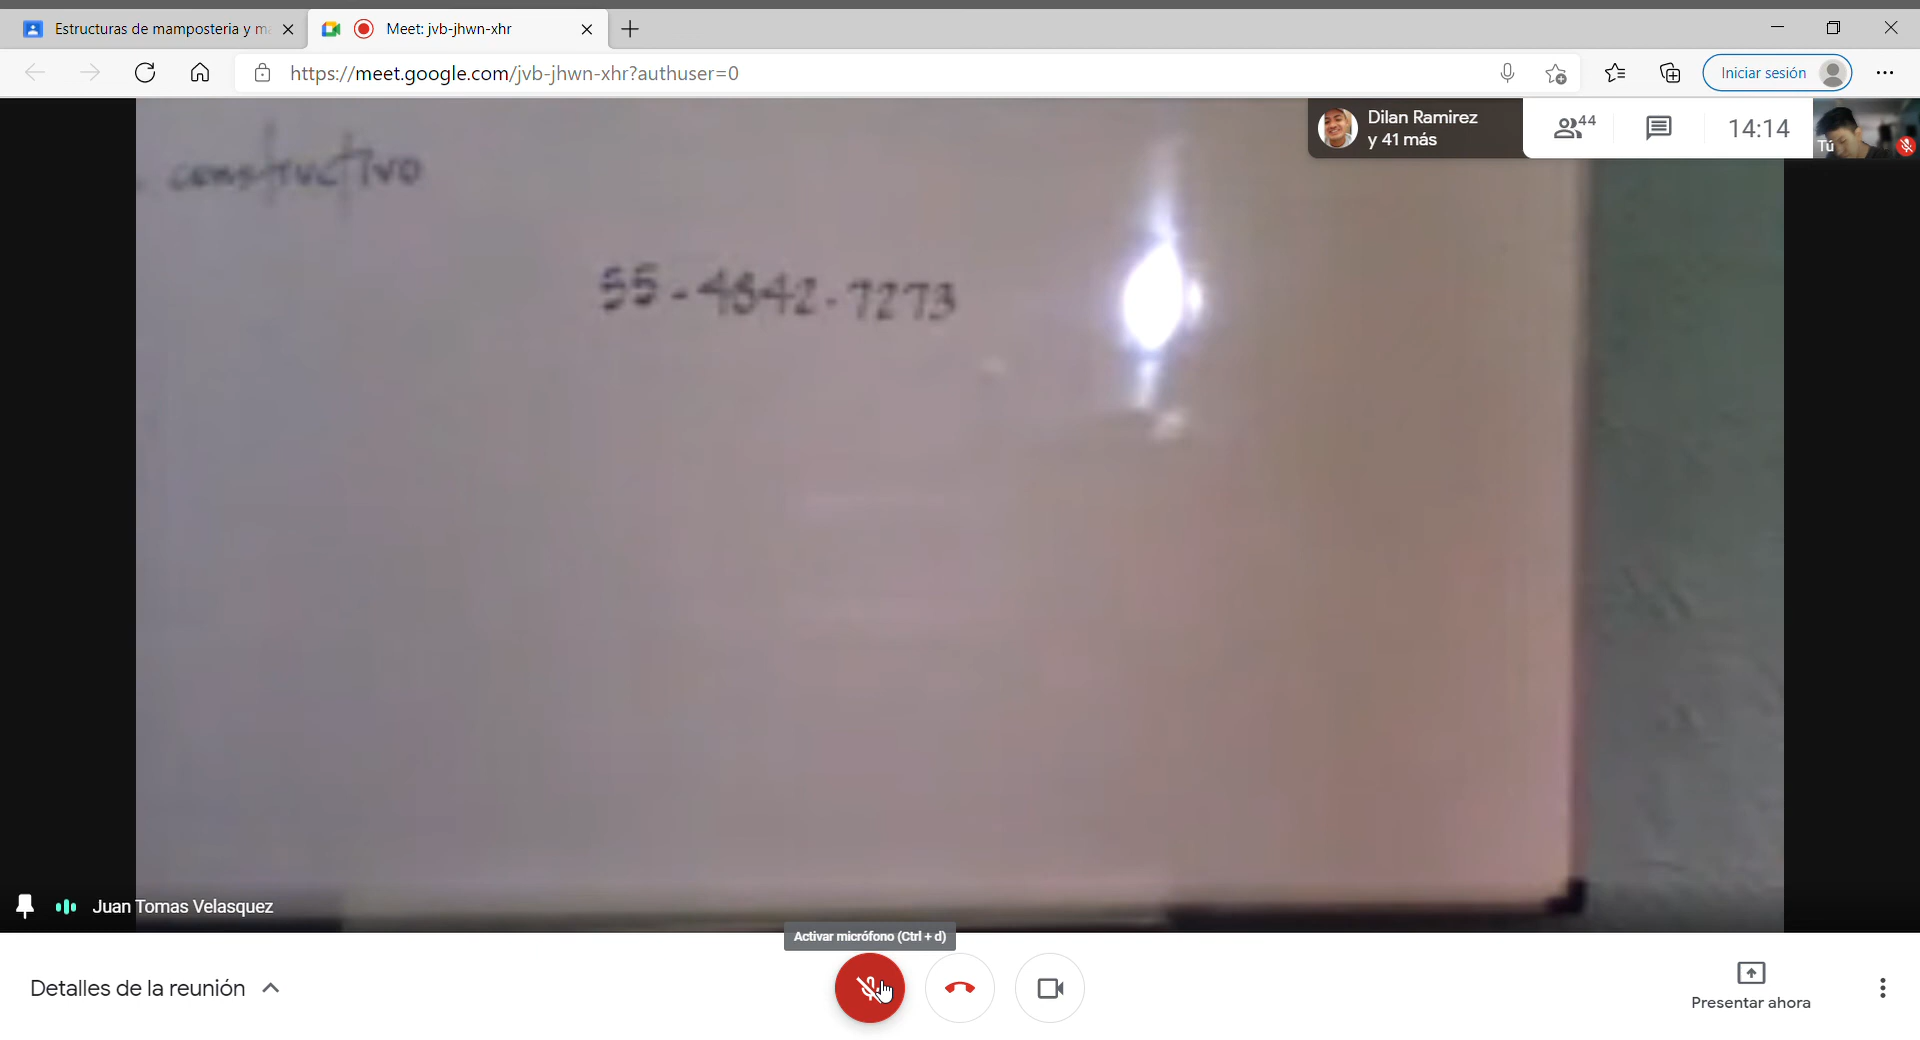 Estructuras de mamposteria y ma
Meet: jvb-jhwn-xhr
https://meet.google.com/jvb-jhwn-xhr?authuser=0
Iniciar sesión
Dilan Ramirez
y 41 más
44
14:14
Tú
constructivo
55-4842-7273
Juan Tomas Velasquez
Activar micrófono (Ctrl + d)
Detalles de la reunión
Presentar ahora